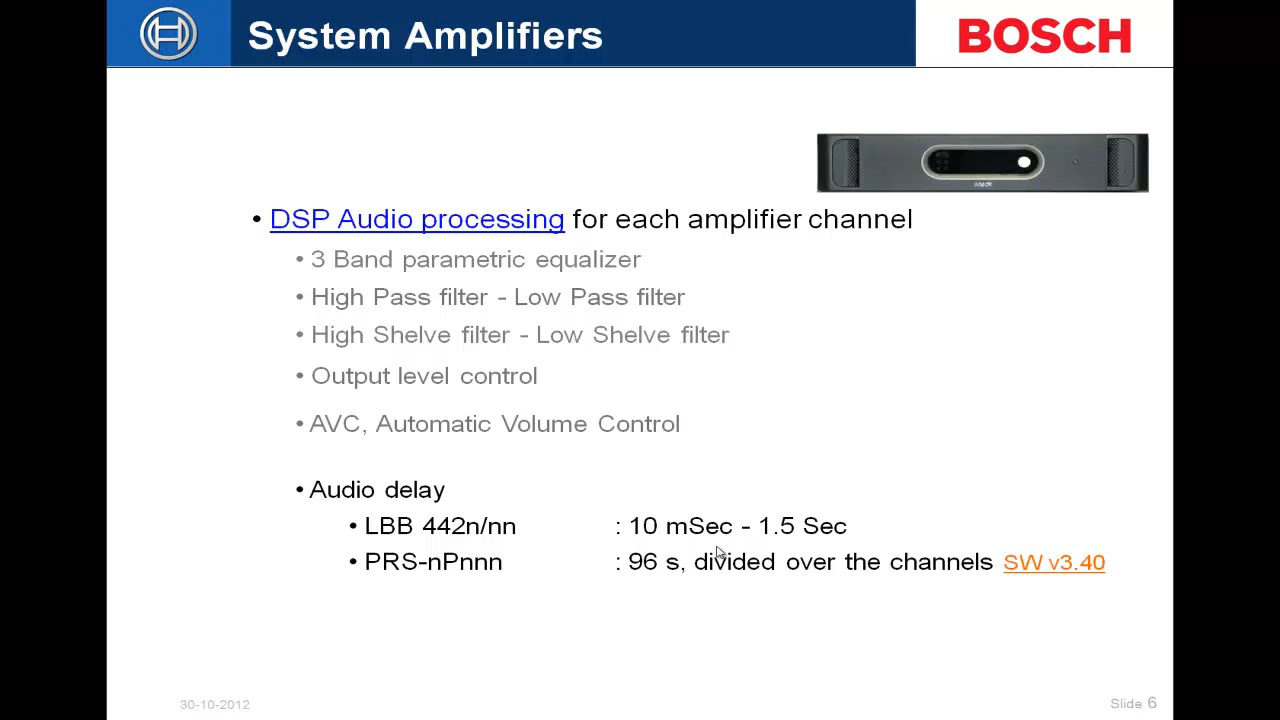 System Amplifiers
BOSCH
• DSP Audio processing for each amplifier channel
• 3 Band parametric equalizer
• High Pass filter - Low Pass filter
• High Shelve filter - Low Shelve filter
• Output level control
• AVC, Automatic Volume Control
• Audio delay
• LBB 442n/nn : 10 mSec - 1.5 Sec
• PRS-nPnnn : 96 s, divided over the channels SW v3.40
30-10-2012
Slide 6